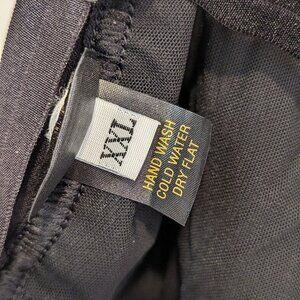 XXL
HAND WASH
COLD WATER
DRY FLAT